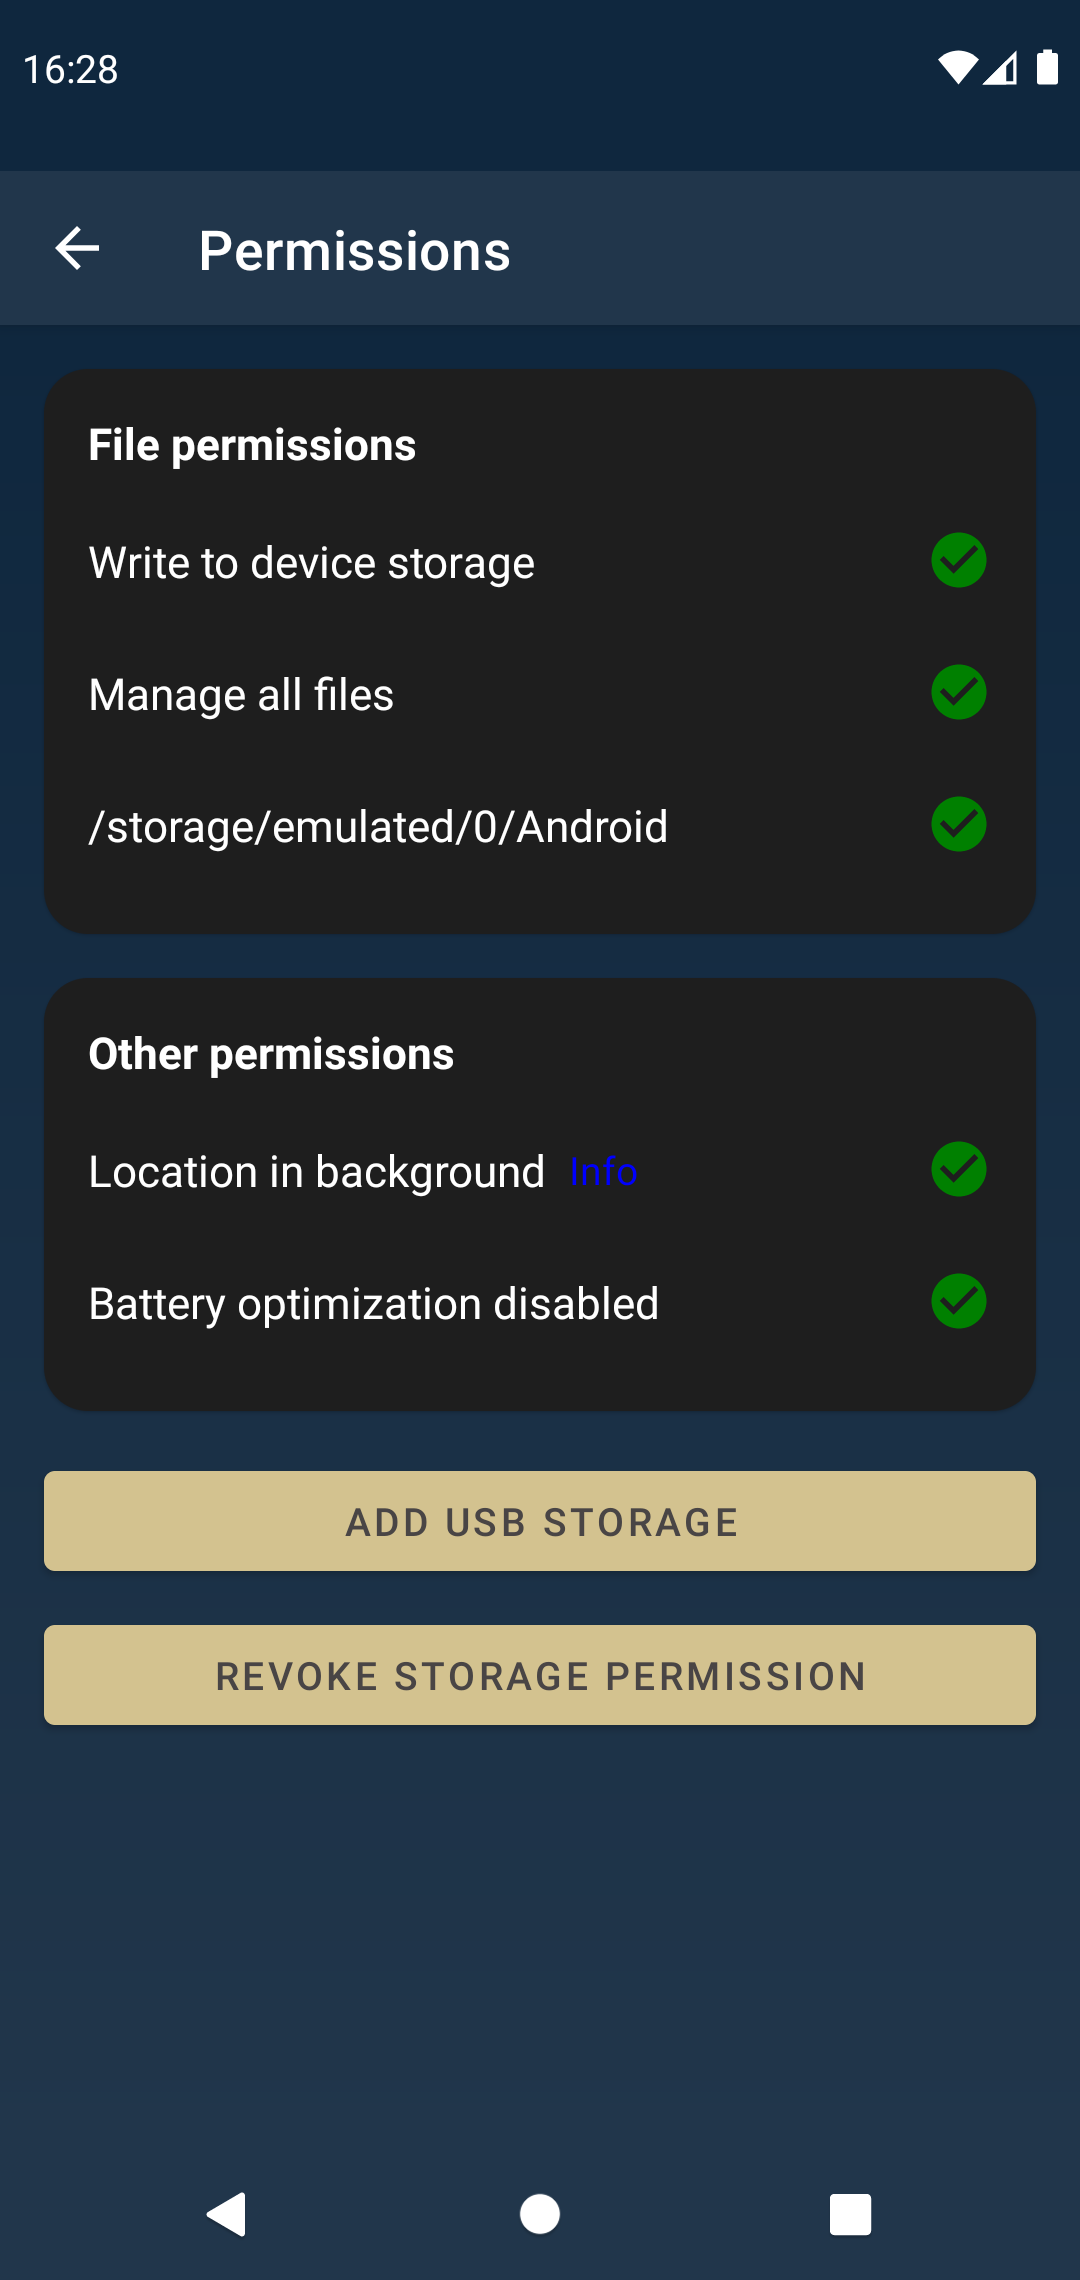 16:28
Permissions
File permissions
Write to device storage
Manage all files
/storage/emulated/0/Android
Other permissions
Location in background Info
Battery optimization disabled
ADD USB STORAGE
REVOKE STORAGE PERMISSION